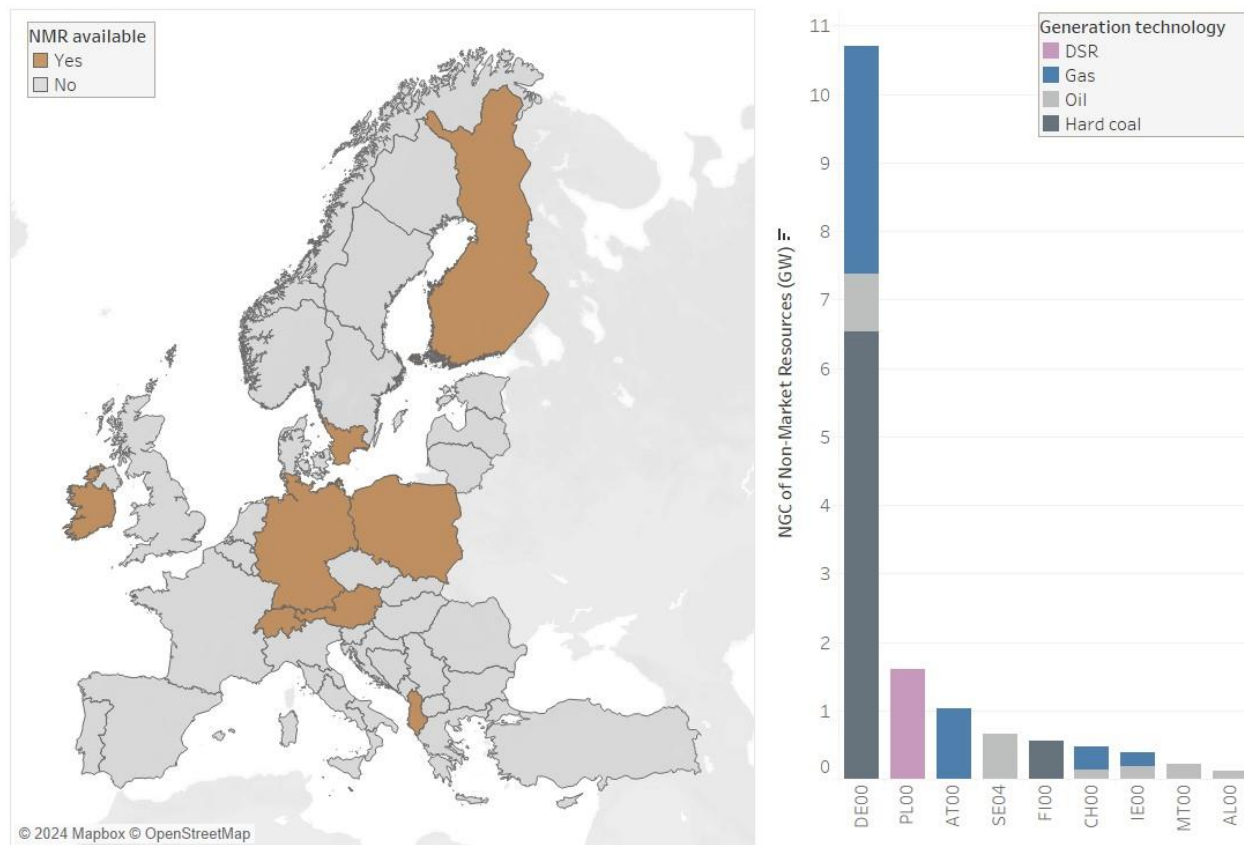 NMR available
Yes
No
© 2024 Mapbox © OpenStreetMap
Generation technology
DSR
Gas
Oil
Hard coal
NGC of Non-Market Resources (GW)
11
10
9
8
7
6
5
4
3
2
1
0
DE00
PL00
AT00
SE04
FI00
CH00
IE00
MT00
AL00